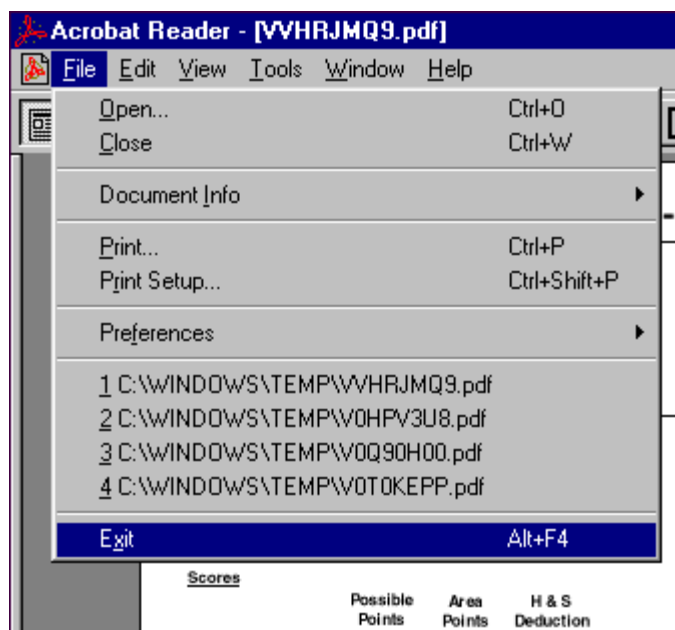 Acrobat Reader - [VVHRJMQ9.pdf]
File Edit View Tools Window Help
Open... Ctrl+O
Close Ctrl+W
Document Info
Print... Ctrl+P
Print Setup... Ctrl+Shift+P
Preferences
1 C:\WINDOWS\TEMP\VVHRJMQ9.pdf
2 C:\WINDOWS\TEMP\V0HPV3U8.pdf
3 C:\WINDOWS\TEMP\V0Q90H00.pdf
4 C:\WINDOWS\TEMP\V0T0KEPP.pdf
Exit Alt+F4
Scores
Possible Area H & S
Points Points Deduction